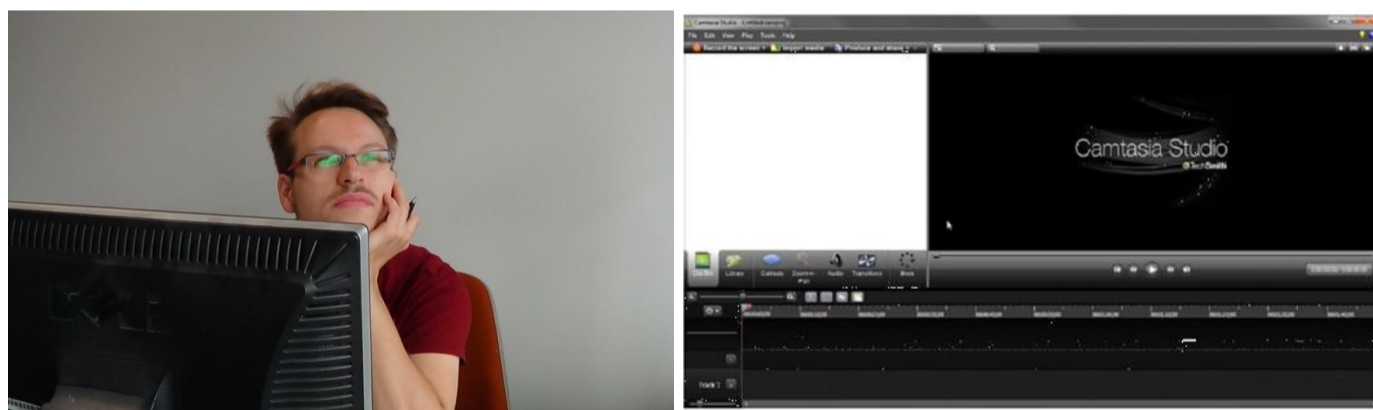 DELL
Camtasia Studio - Untitled.camproj
File Edit View Play Tools Help
Record the screen Import media Produce and share
Camtasia Studio
TechSmith
Clip Bin Library Callouts Zoom-n-Pan Audio Transitions More
Track 1